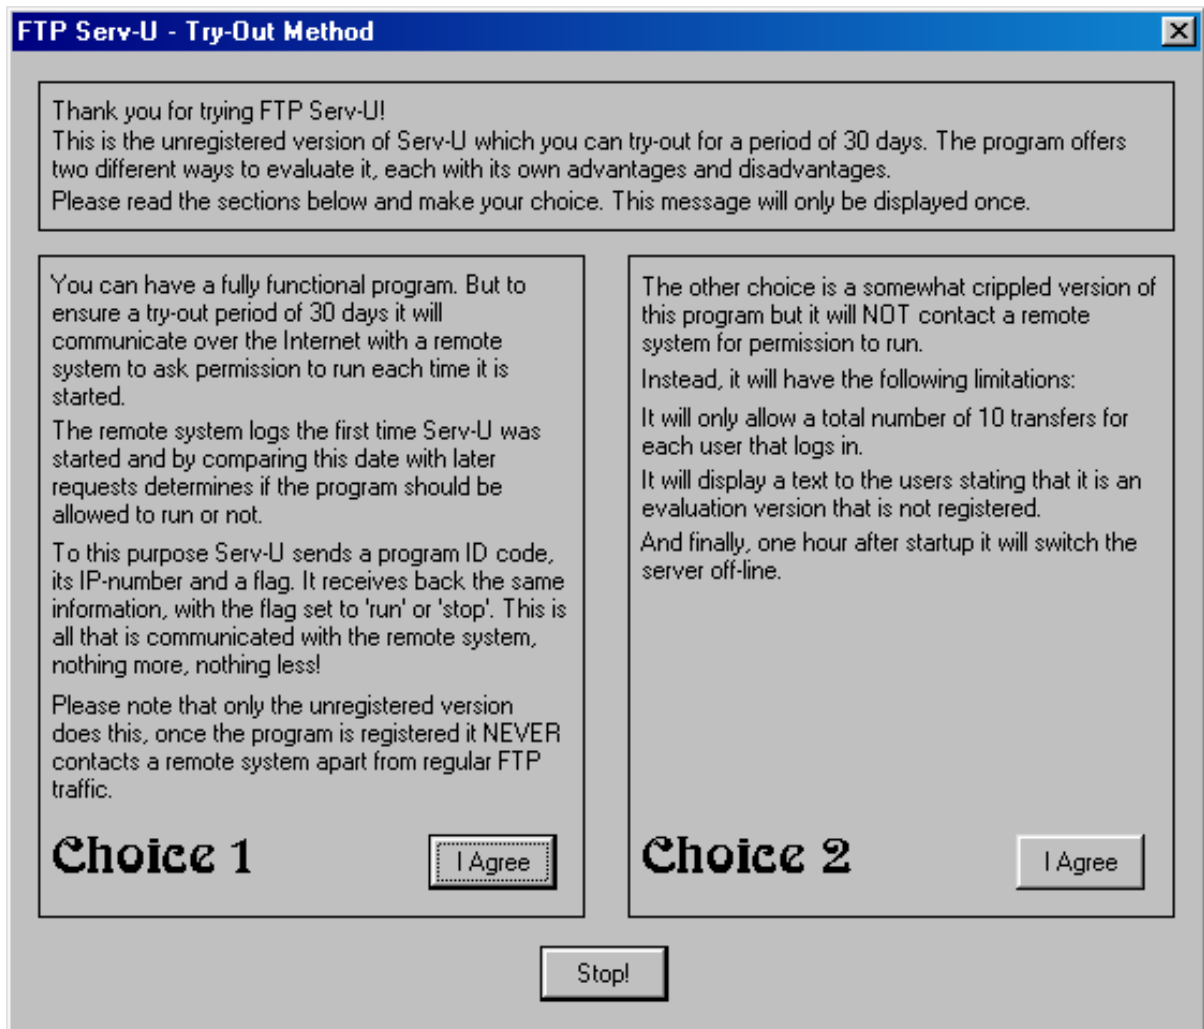 FTP Serv-U - Try-Out Method
Thank you for trying FTP Serv-U!
This is the unregistered version of Serv-U which you can try-out for a period of 30 days. The program offers
two different ways to evaluate it, each with its own advantages and disadvantages.
Please read the sections below and make your choice. This message will only be displayed once.
You can have a fully functional program. But to
ensure a try-out period of 30 days it will
communicate over the Internet with a remote
system to ask permission to run each time it is
started.
The remote system logs the first time Serv-U was
started and by comparing this date with later
requests determines if the program should be
allowed to run or not.
To this purpose Serv-U sends a program ID code,
its IP-number and a flag. It receives back the same
information, with the flag set to 'run' or 'stop'. This is
all that is communicated with the remote system,
nothing more, nothing less!
Please note that only the unregistered version
does this, once the program is registered it NEVER
contacts a remote system apart from regular FTP
traffic.
Choice 1
I Agree
The other choice is a somewhat crippled version of
this program but it will NOT contact a remote
system for permission to run.
Instead, it will have the following limitations:
It will only allow a total number of 10 transfers for
each user that logs in.
It will display a text to the users stating that it is an
evaluation version that is not registered.
And finally, one hour after startup it will switch the
server off-line.
Choice 2
I Agree
Stop!